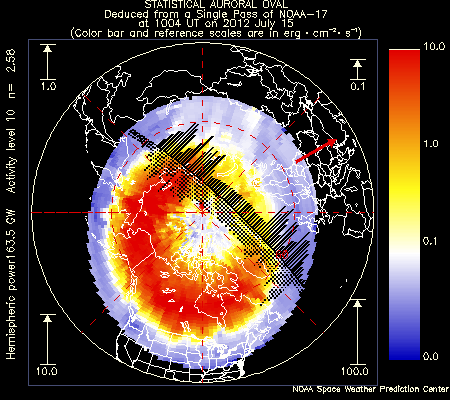 STATISTICAL AURORAL OVAL
Deduced from a Single Pass of NOAA-17
at 1004 UT on 2012 July 15
(Color bar and reference scales are in erg · cm⁻² · s⁻¹)
Hemispheric power163.5 GW  Activity level 10  n=  2.58
1.0
0.1
10.0
100.0
10.0
1.0
0.1
0.0
NOAA Space Weather Prediction Center